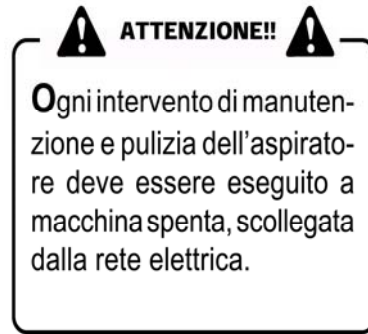 ATTENZIONE!!
Ogni intervento di manuten-
zione e pulizia dell'aspirato-
re deve essere eseguito a
macchina spenta, scollegata
dalla rete elettrica.